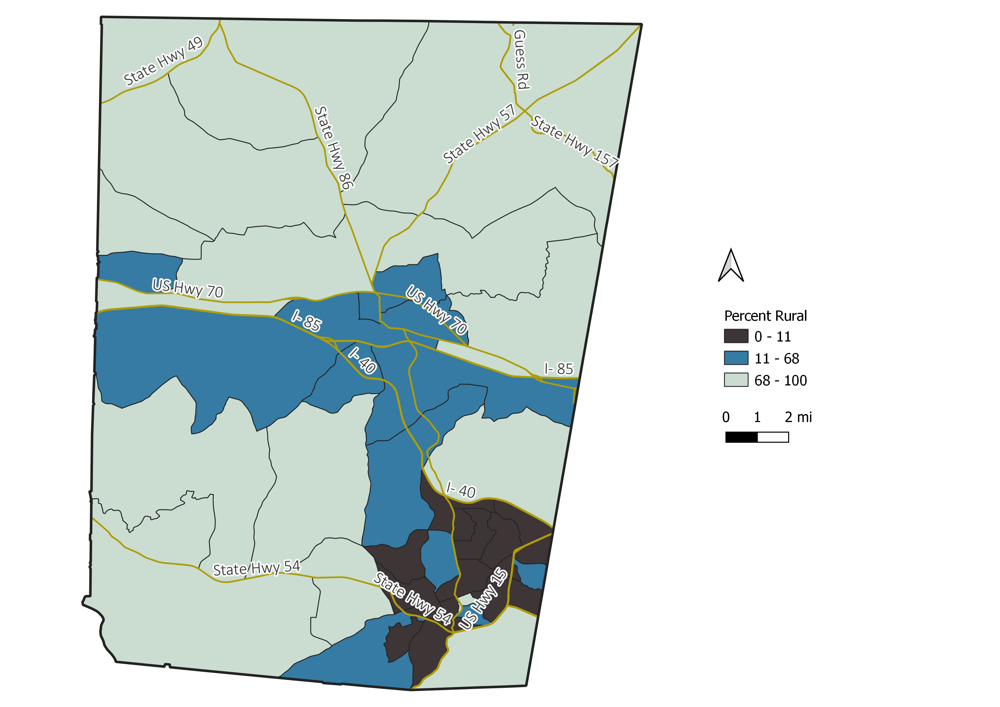 State Hwy 49
Guess Rd
State Hwy 86
State Hwy 57
State Hwy 157
US Hwy 70
US Hwy 70
I- 85
I- 40
I- 85
I- 40
State Hwy 54
State Hwy 54
US Hwy 15
Percent Rural
0 - 11
11 - 68
68 - 100
0 1 2 mi